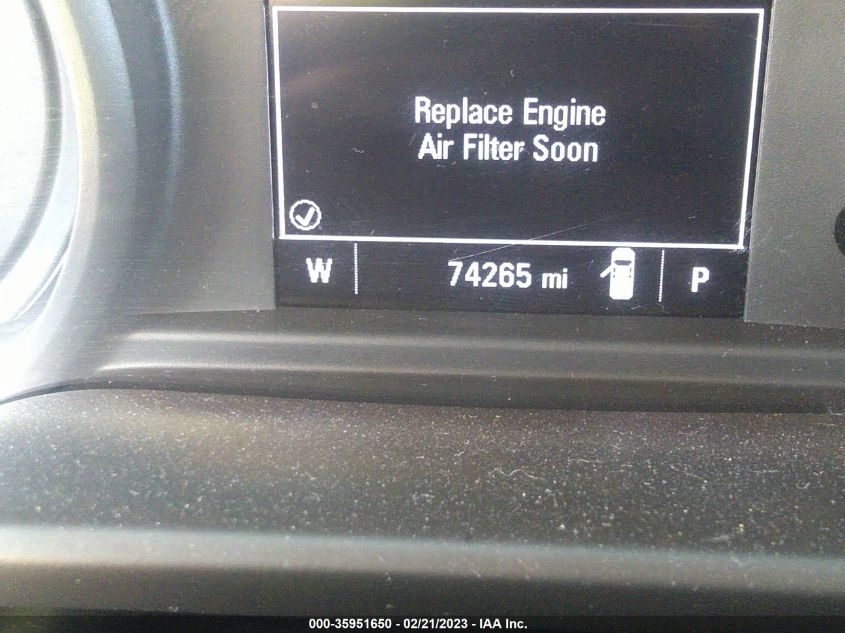 Replace Engine
Air Filter Soon
W 74265 mi P
000-35951650 - 02/21/2023 - IAA Inc.